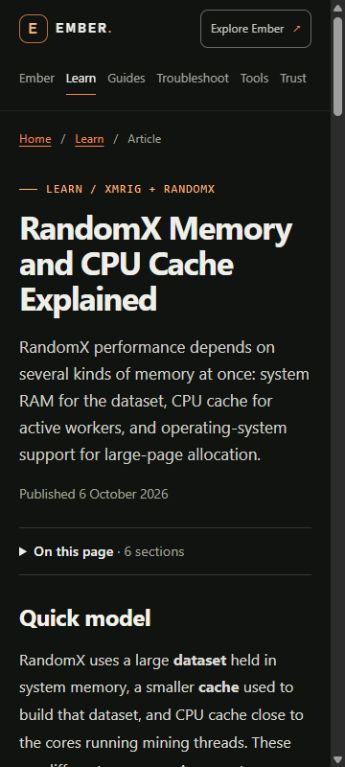 E EMBER.
Explore Ember ↗
Ember Learn Guides Troubleshoot Tools Trust
Home / Learn / Article
LEARN / XMRIG + RANDOMX
RandomX Memory
and CPU Cache
Explained
RandomX performance depends on
several kinds of memory at once: system
RAM for the dataset, CPU cache for
active workers, and operating-system
support for large-page allocation.
Published 6 October 2026
▶ On this page · 6 sections
Quick model
RandomX uses a large dataset held in
system memory, a smaller cache used to
build that dataset, and CPU cache close to
the cores running mining threads. These